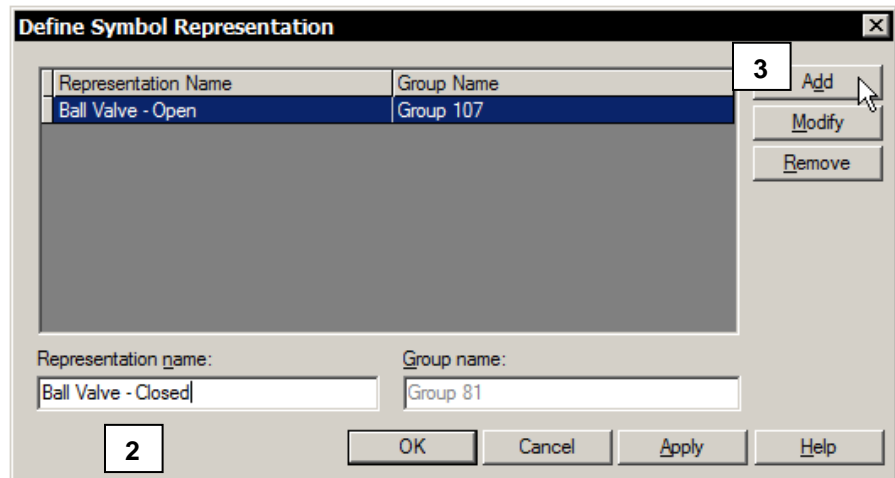 Define Symbol Representation
3
Representation Name Group Name
Add
Ball Valve - Open Group 107
Modify
Remove
Representation name: Group name:
Ball Valve - Closed Group 81
2
OK Cancel Apply Help